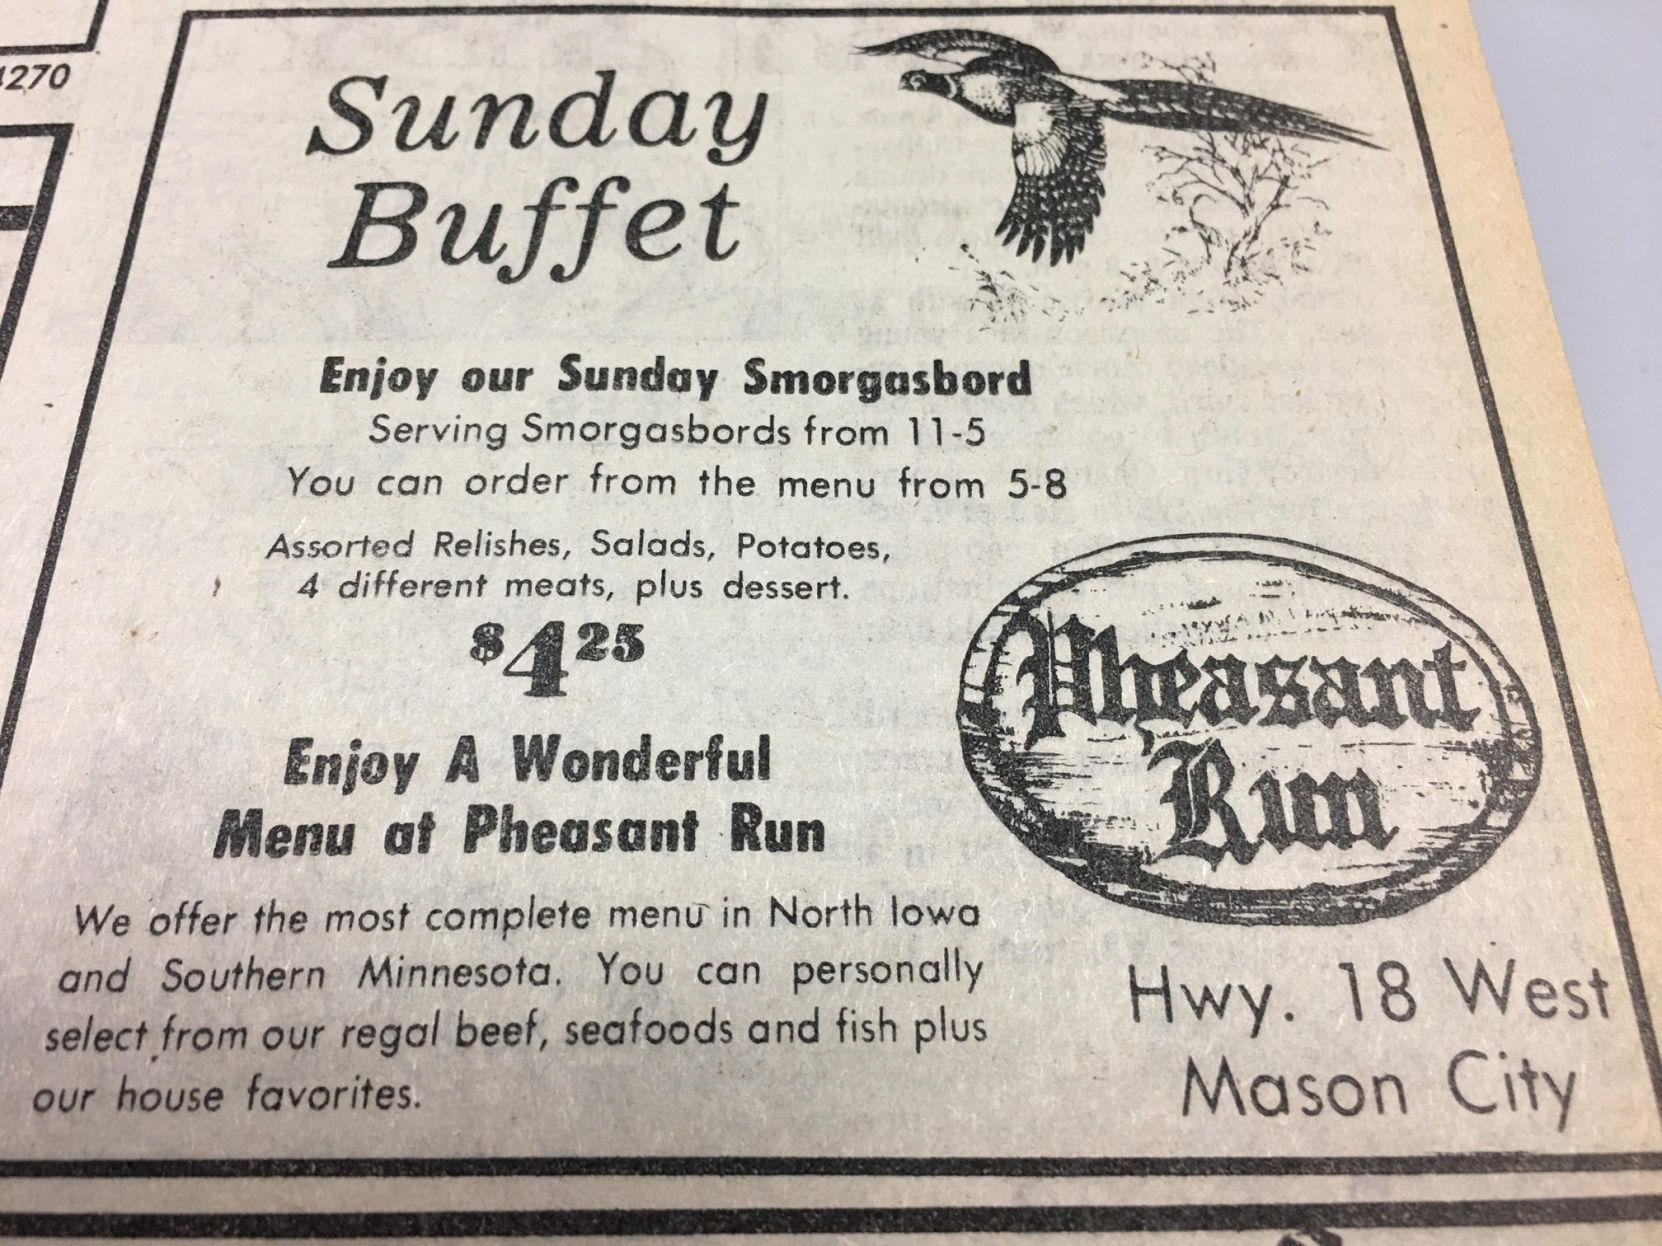 4270
Sunday
Buffet
Enjoy our Sunday Smorgasbord
Serving Smorgasbords from 11-5
You can order from the menu from 5-8
Assorted Relishes, Salads, Potatoes,
4 different meats, plus dessert.
$4 25
Enjoy A Wonderful
Menu at Pheasant Run
We offer the most complete menu in North Iowa
and Southern Minnesota. You can personally
select from our regal beef, seafoods and fish plus
our house favorites.
Pheasant
Run
Hwy. 18 West
Mason City